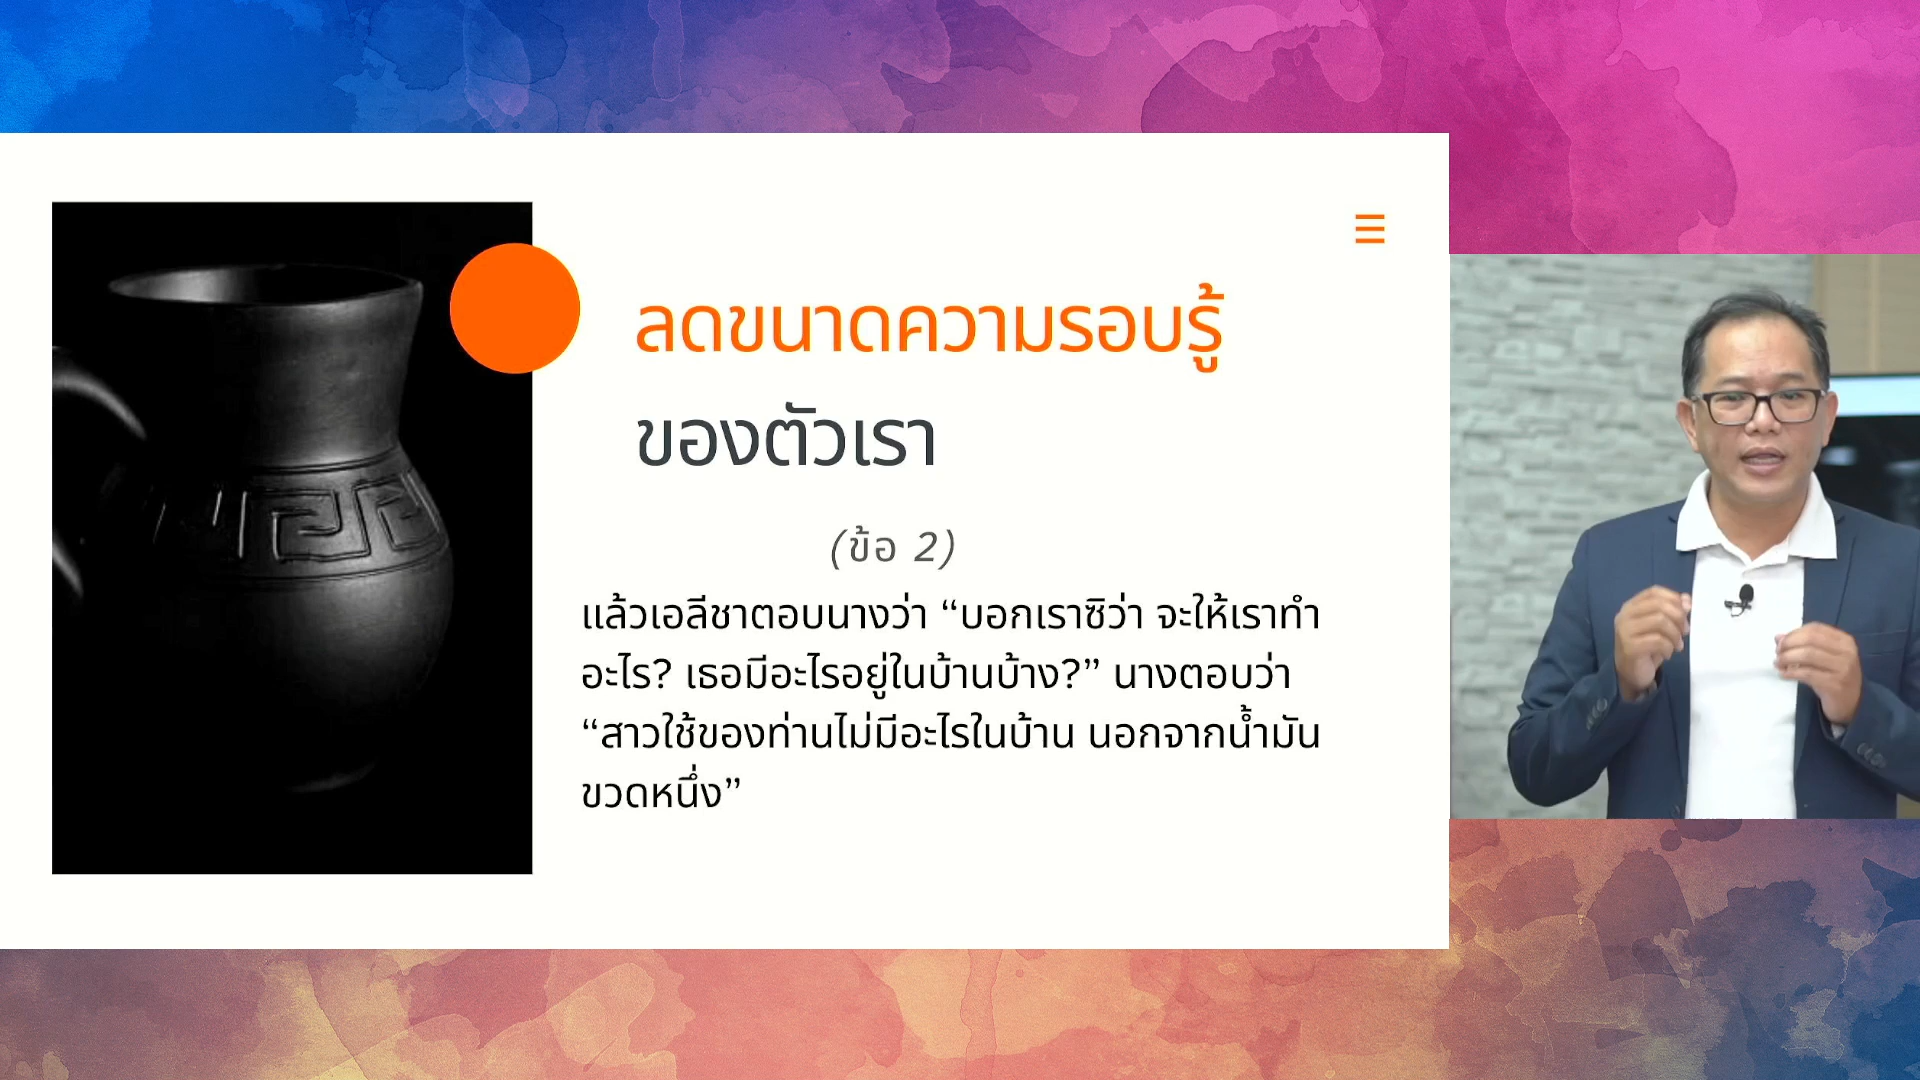 ลดขนาดความรอบรู้
ของตัวเรา
(ข้อ 2)
แล้วเอลีชาตอบนางว่า “บอกเราซิว่า จะให้เราทำ
อะไร? เธอมีอะไรอยู่ในบ้านบ้าง?” นางตอบว่า
“สาวใช้ของท่านไม่มีอะไรในบ้าน นอกจากน้ำมัน
ขวดหนึ่ง”